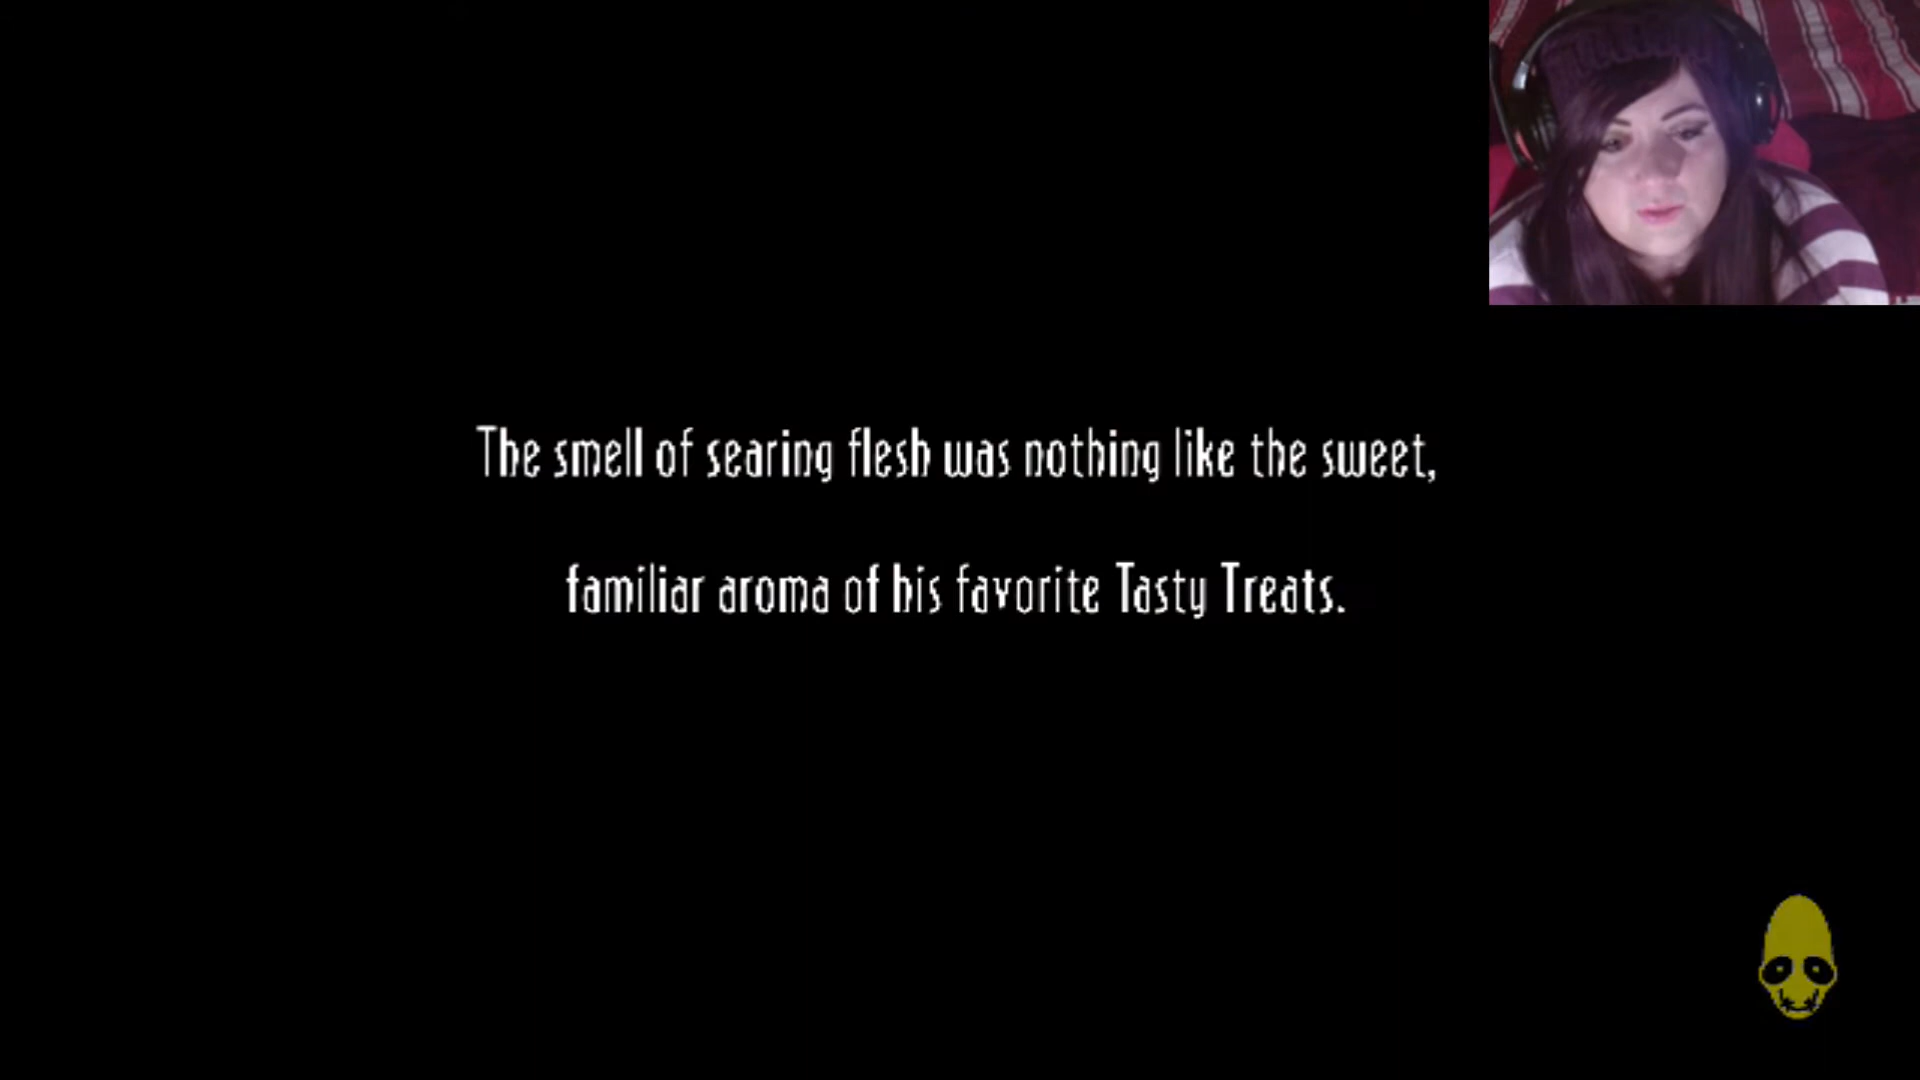 The smell of searing flesh was nothing like the sweet,
familiar aroma of his favorite Tasty Treats.